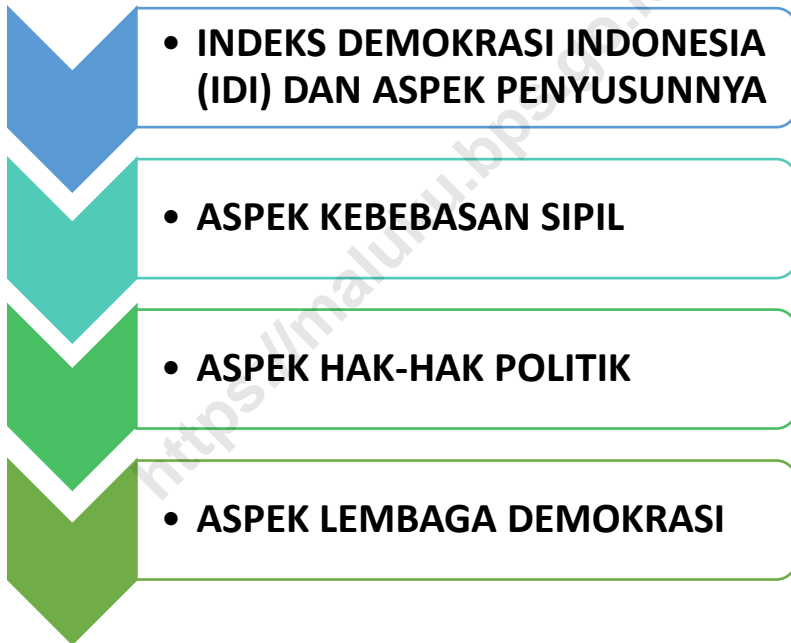 • INDEKS DEMOKRASI INDONESIA
(IDI) DAN ASPEK PENYUSUNNYA
• ASPEK KEBEBASAN SIPIL
• ASPEK HAK-HAK POLITIK
• ASPEK LEMBAGA DEMOKRASI